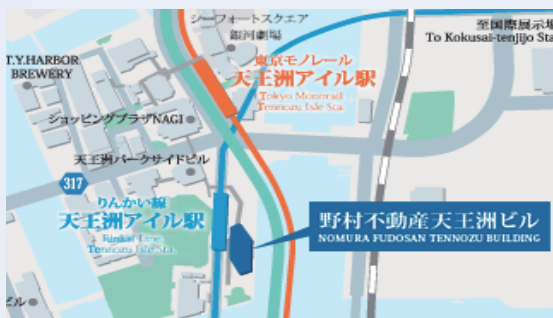 シーフォートスクエア
銀河劇場
至国際展示場
To Kokusai-tenjijo Sta
T.Y.HARBOR
BREWERY
東京モノレール
天王洲アイル駅
Tokyo Monorail
Tennozu Isle Sta.
ショッピングプラザNAGI
天王洲パークサイドビル
317
りんかい線
天王洲アイル駅
Rinkai Line
Tennozu Isle Sta.
野村不動産天王洲ビル
NOMURA FUDOSAN TENNOZU BUILDING
ビル